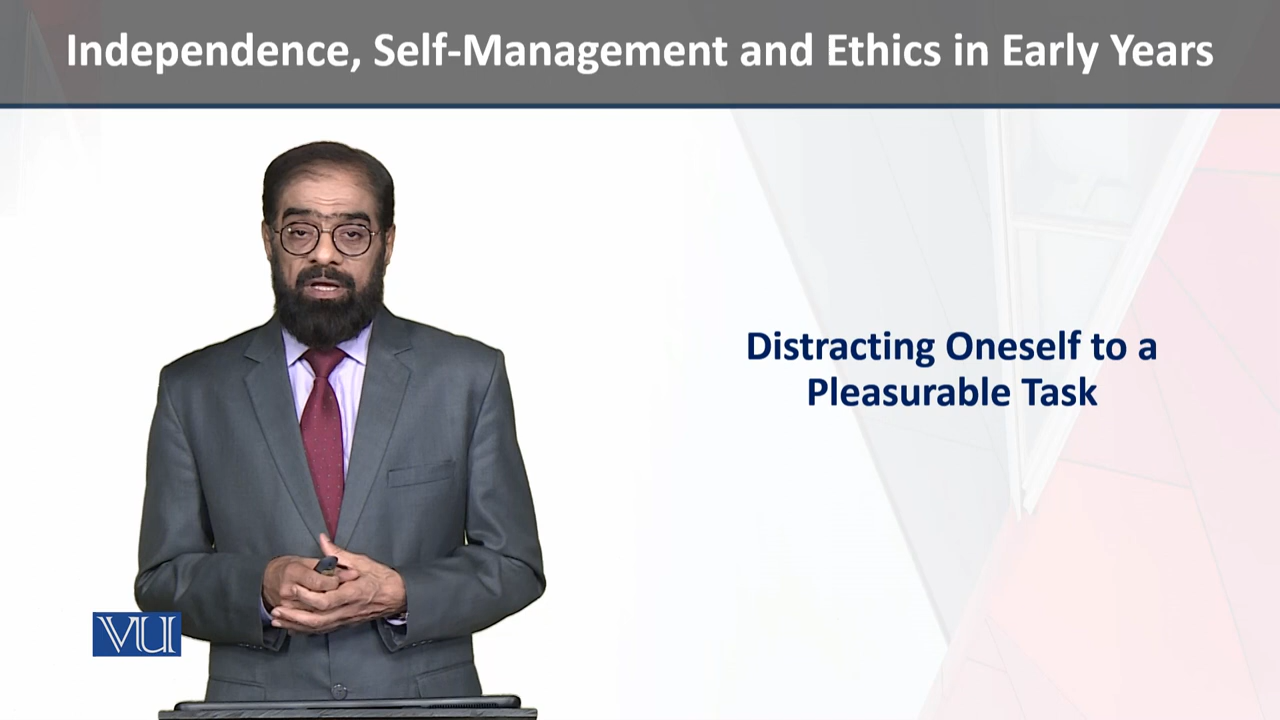 Independence, Self-Management and Ethics in Early Years
Distracting Oneself to a
Pleasurable Task
VU